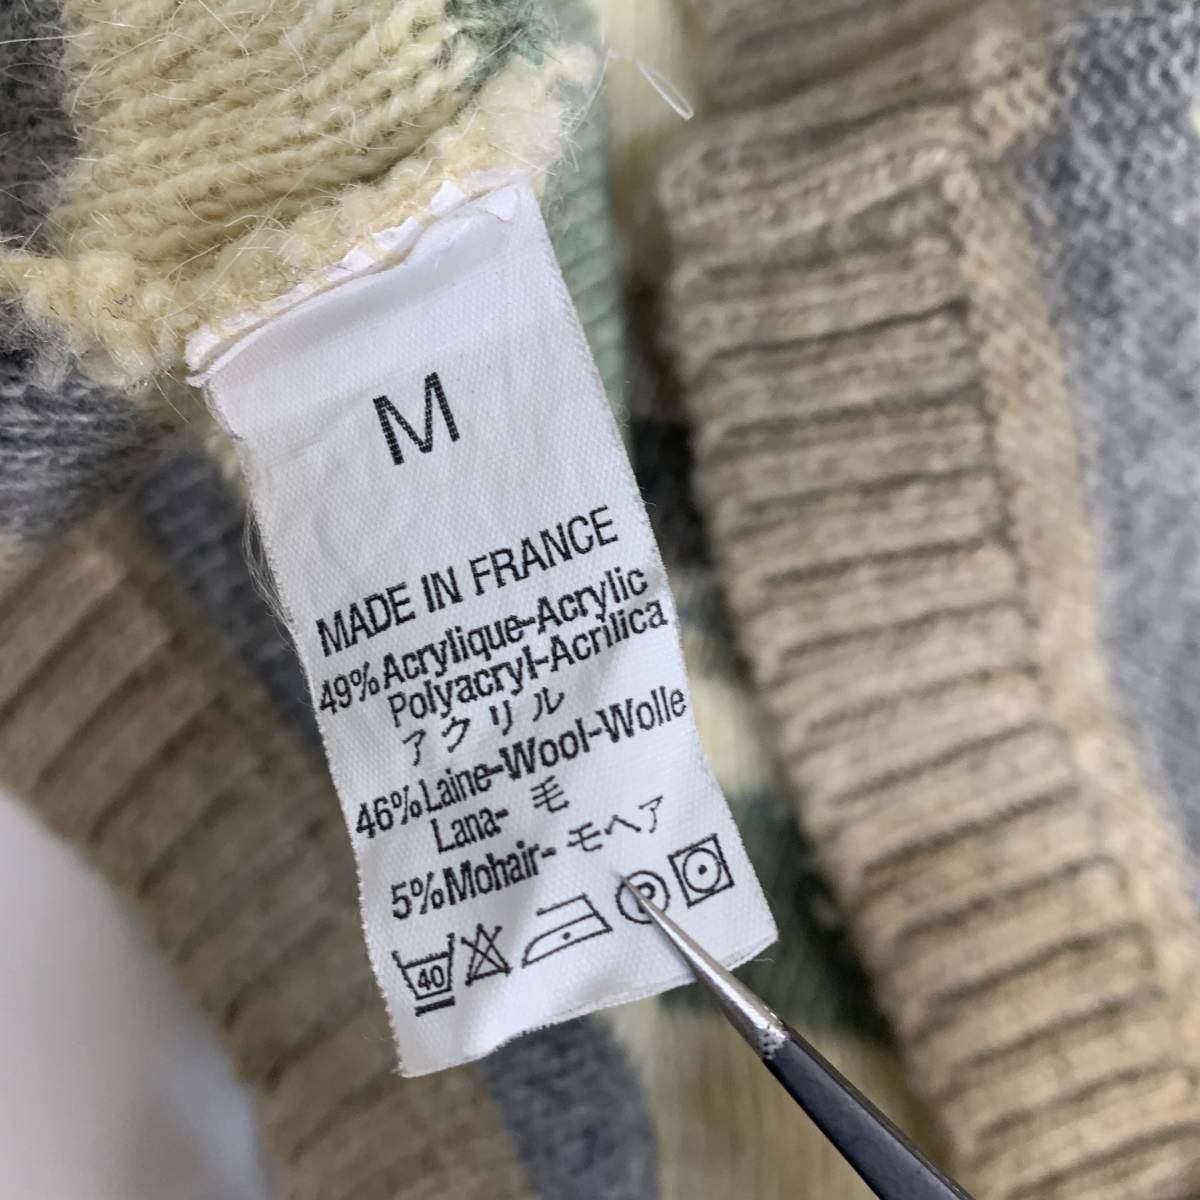 M
MADE IN FRANCE
49% Acrylique-Acrylic
Polyacryl-Acrilica
アクリル
46% Laine-Wool-Wolle
Lana- 毛
5% Mohair- モヘア
40 P